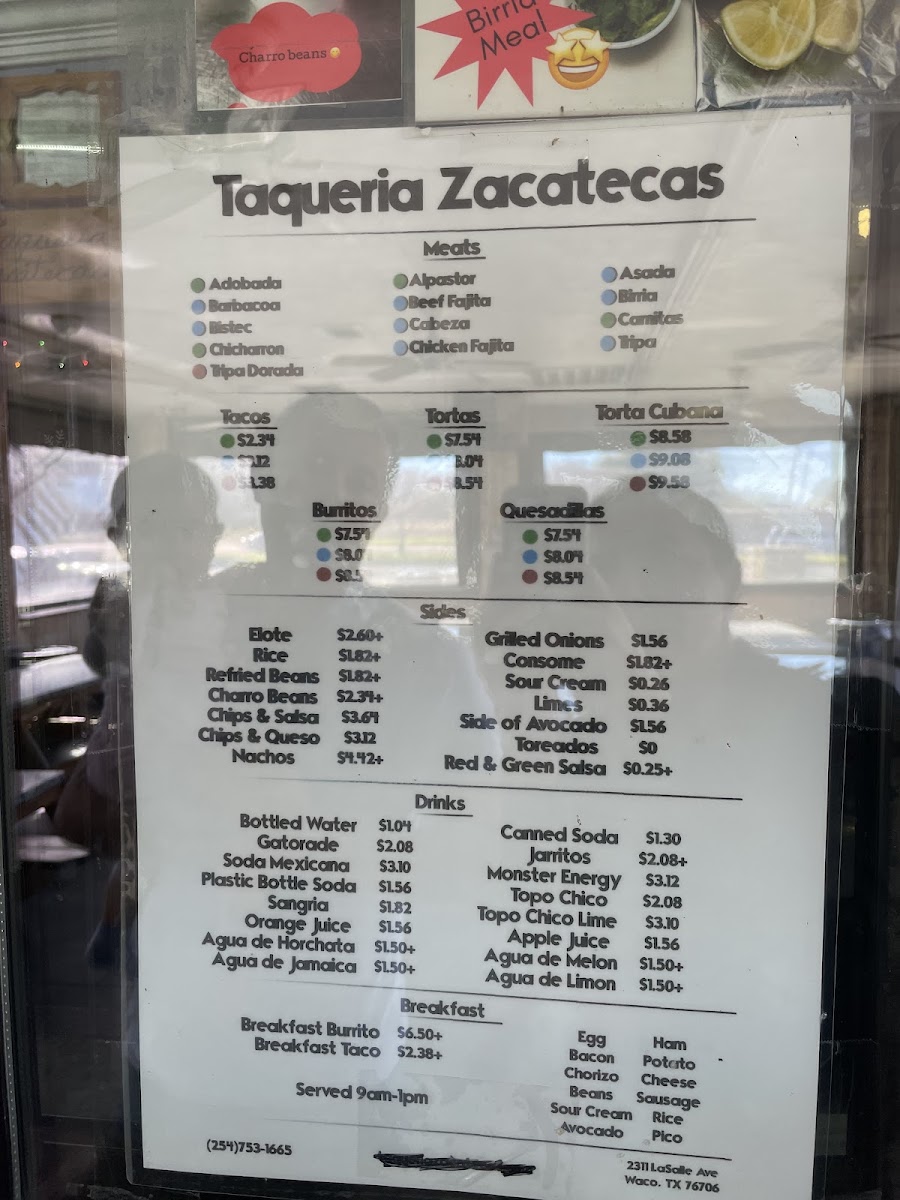 Charro beans
Birria
Meal
Taqueria Zacatecas
Meats
Adobada
Barbacoa
Bistec
Chicharron
Tripa Dorada
Alpastor
Beef Fajita
Cabeza
Chicken Fajita
Asada
Birria
Carnitas
Tripa
Tacos
$2.34
Tortas
$7.54
$8.54
Torta Cubana
$8.58
$9.08
$9.58
Burritos
$7.54
Quesadillas
$7.54
$8.04
$8.54
Sides
Elote $2.60+
Rice $1.82+
Refried Beans $1.82+
Charro Beans $2.34+
Chips & Salsa $3.64
Chips & Queso $3.12
Nachos $4.42+
Grilled Onions $1.56
Consome $1.82+
Sour Cream $0.26
Limes $0.36
Side of Avocado $1.56
Toreados $0
Red & Green Salsa $0.25+
Drinks
Bottled Water $1.04
Gatorade $2.08
Soda Mexicana $3.10
Plastic Bottle Soda $1.56
Sangria $1.82
Orange Juice $1.56
Agua de Horchata $1.50+
Agua de Jamaica $1.50+
Canned Soda $1.30
Jarritos $2.08+
Monster Energy $3.12
Topo Chico $2.08
Topo Chico Lime $3.10
Apple Juice $1.56
Agua de Melon $1.50+
Agua de Limon $1.50+
Breakfast
Breakfast Burrito $6.50+
Breakfast Taco $2.38+
Served 9am-1pm
Egg
Bacon
Chorizo
Beans
Sour Cream
Avocado
Ham
Potato
Cheese
Sausage
Rice
Pico
(254)753-1665
2311 LaSalle Ave
Waco, TX 76706